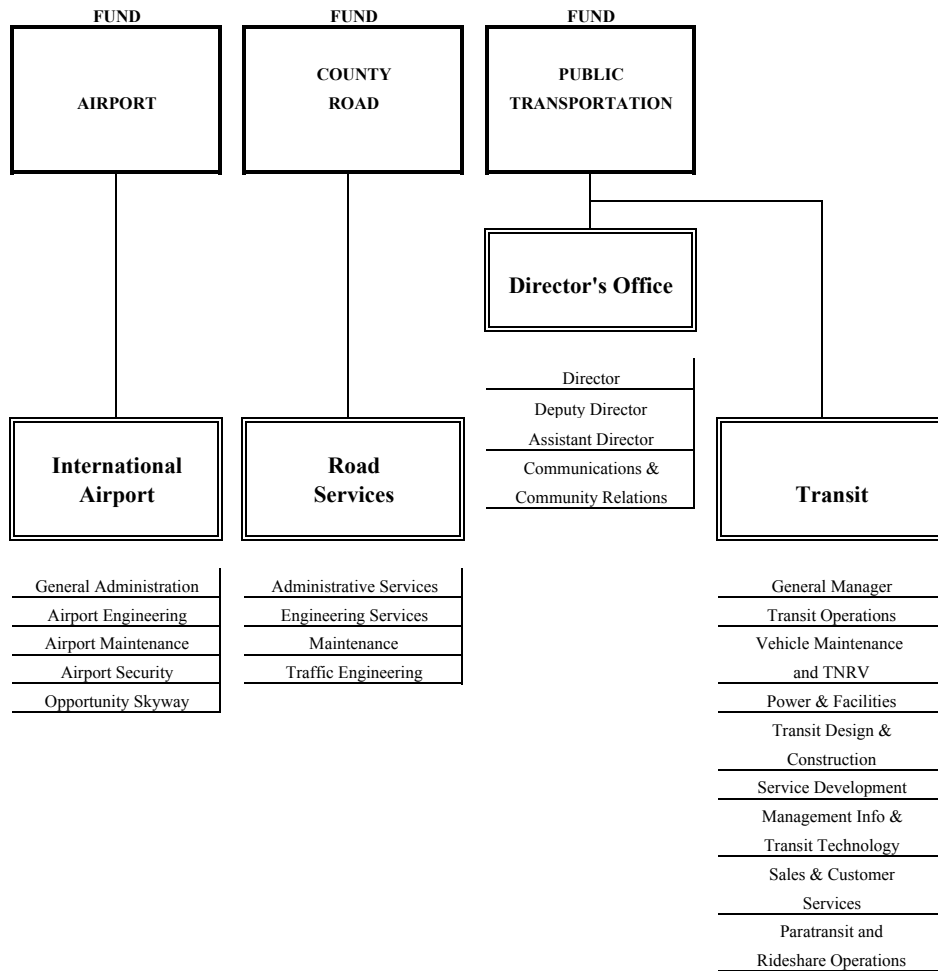 FUND
AIRPORT
FUND
COUNTY
ROAD
FUND
PUBLIC
TRANSPORTATION
Director's Office
Director
Deputy Director
Assistant Director
Communications &
Community Relations
International
Airport
General Administration
Airport Engineering
Airport Maintenance
Airport Security
Opportunity Skyway
Road
Services
Administrative Services
Engineering Services
Maintenance
Traffic Engineering
Transit
General Manager
Transit Operations
Vehicle Maintenance
and TNRV
Power & Facilities
Transit Design &
Construction
Service Development
Management Info &
Transit Technology
Sales & Customer
Services
Paratransit and
Rideshare Operations